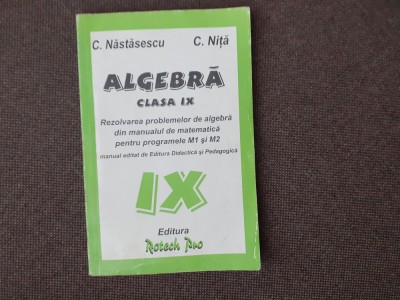 C. Năstăsescu C. Niță
ALGEBRĂ
CLASA IX
Rezolvarea problemelor de algebră
din manualul de matematică
pentru programele M1 și M2
manual editat de Editura Didactică și Pedagogică
IX
Editura
Rotech Pro